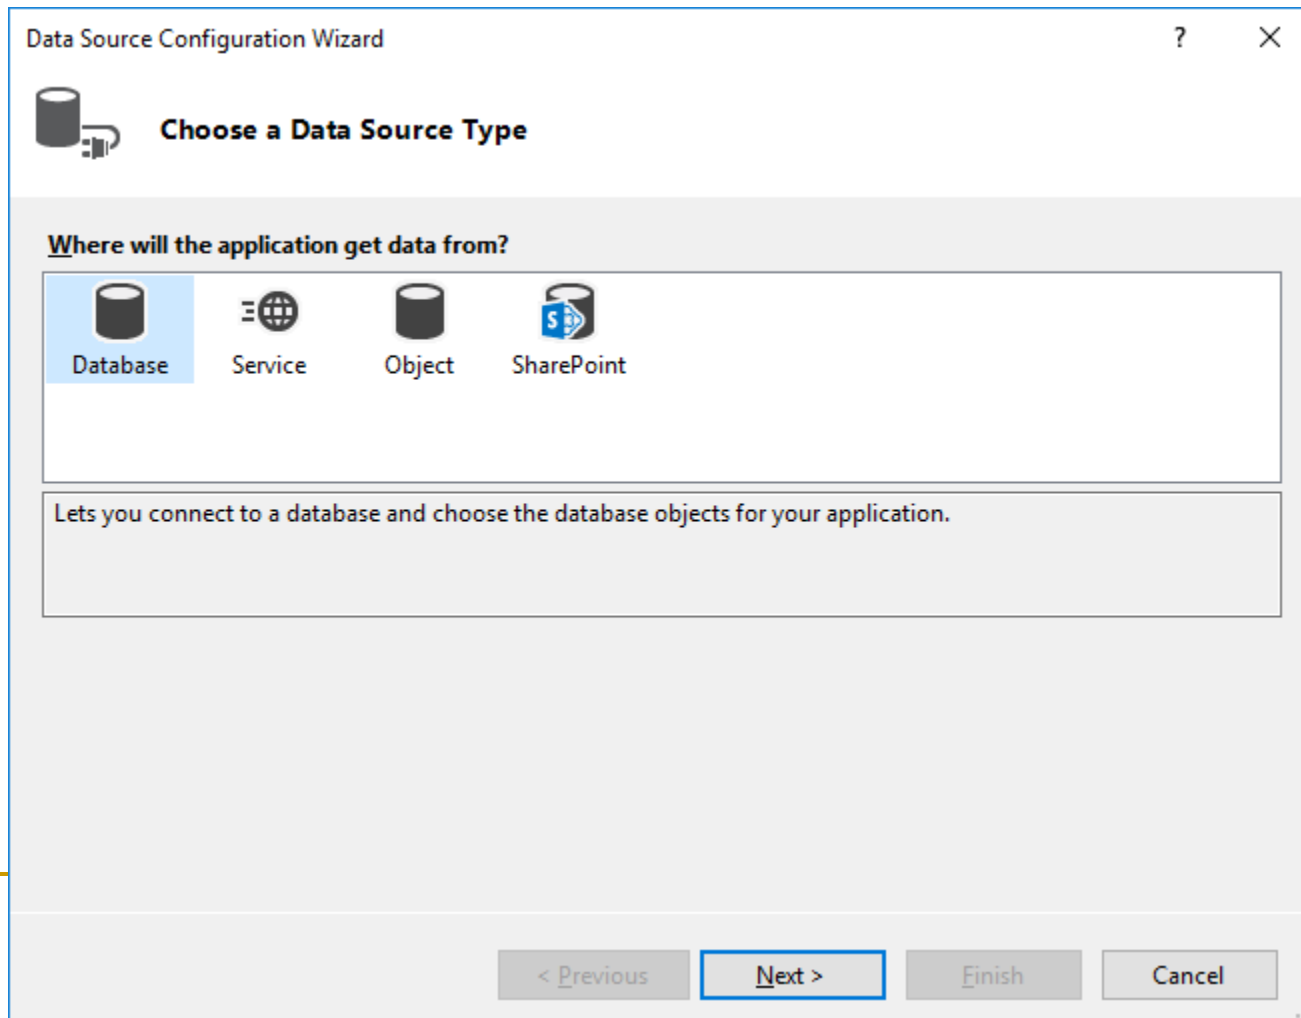 Data Source Configuration Wizard ?
Choose a Data Source Type
Where will the application get data from?
Database Service Object SharePoint
Lets you connect to a database and choose the database objects for your application.
< Previous Next > Finish Cancel